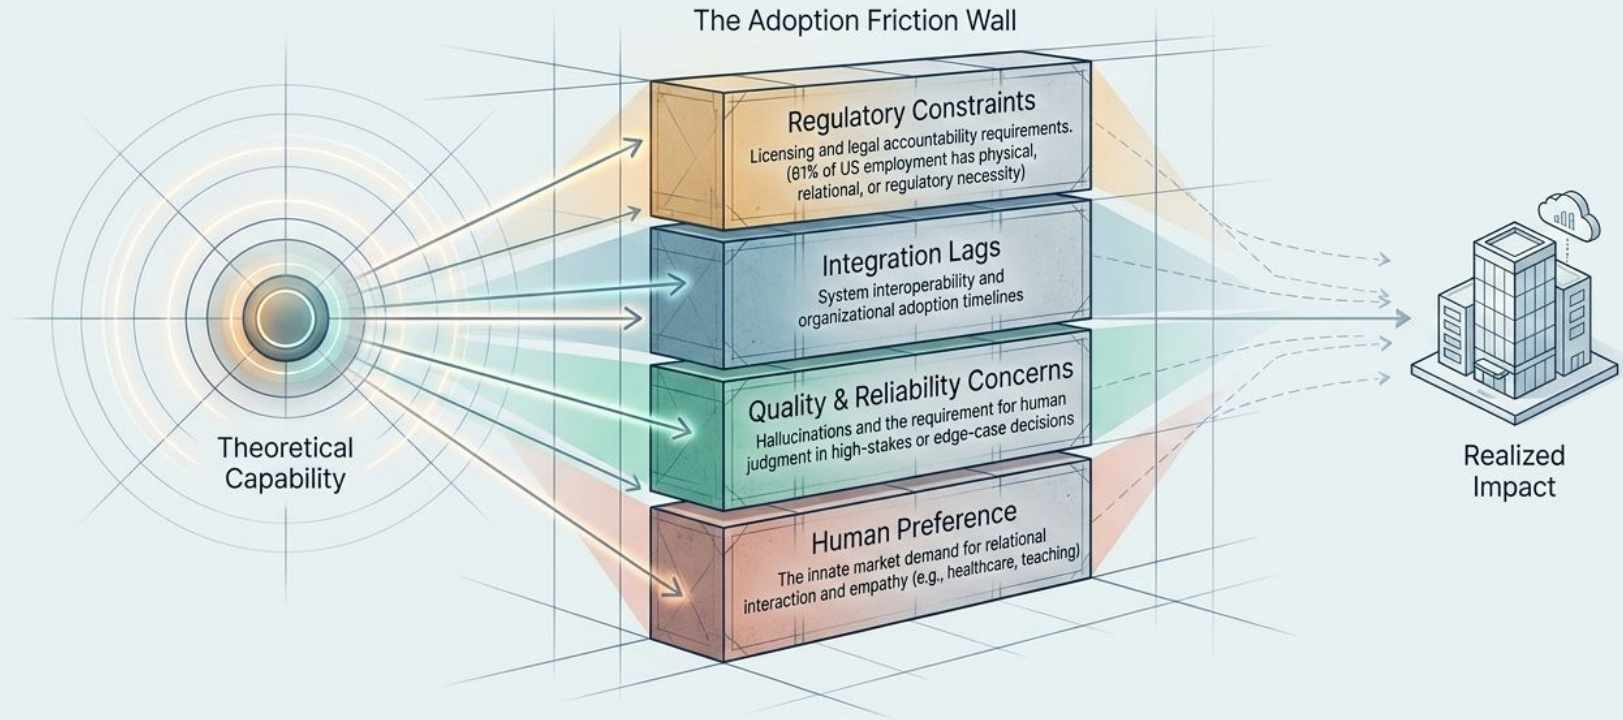 The Adoption Friction Wall
Regulatory Constraints
Licensing and legal accountability requirements.
(61% of US employment has physical,
relational, or regulatory necessity)
Integration Lags
System interoperability and
organizational adoption timelines
Quality & Reliability Concerns
Hallucinations and the requirement for human
judgment in high-stakes or edge-case decisions
Human Preference
The innate market demand for relational
interaction and empathy (e.g., healthcare, teaching)
Theoretical
Capability
Realized
Impact